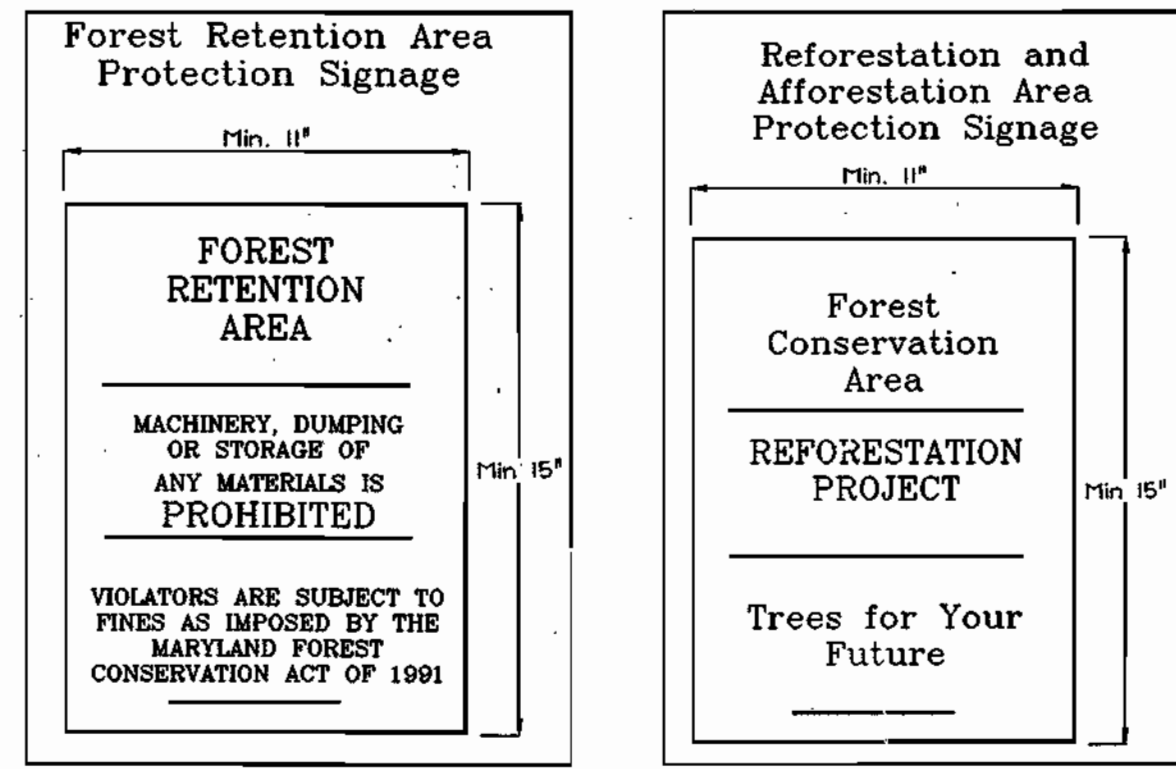 Forest Retention Area
Protection Signage
Min. 11"
FOREST
RETENTION
AREA
MACHINERY, DUMPING
OR STORAGE OF
ANY MATERIALS IS
PROHIBITED
Min 15"
VIOLATORS ARE SUBJECT TO
FINES AS IMPOSED BY THE
MARYLAND FOREST
CONSERVATION ACT OF 1991
Reforestation and
Afforestation Area
Protection Signage
Min. 11"
Forest
Conservation
Area
REFORESTATION
PROJECT
Min 15"
Trees for Your
Future